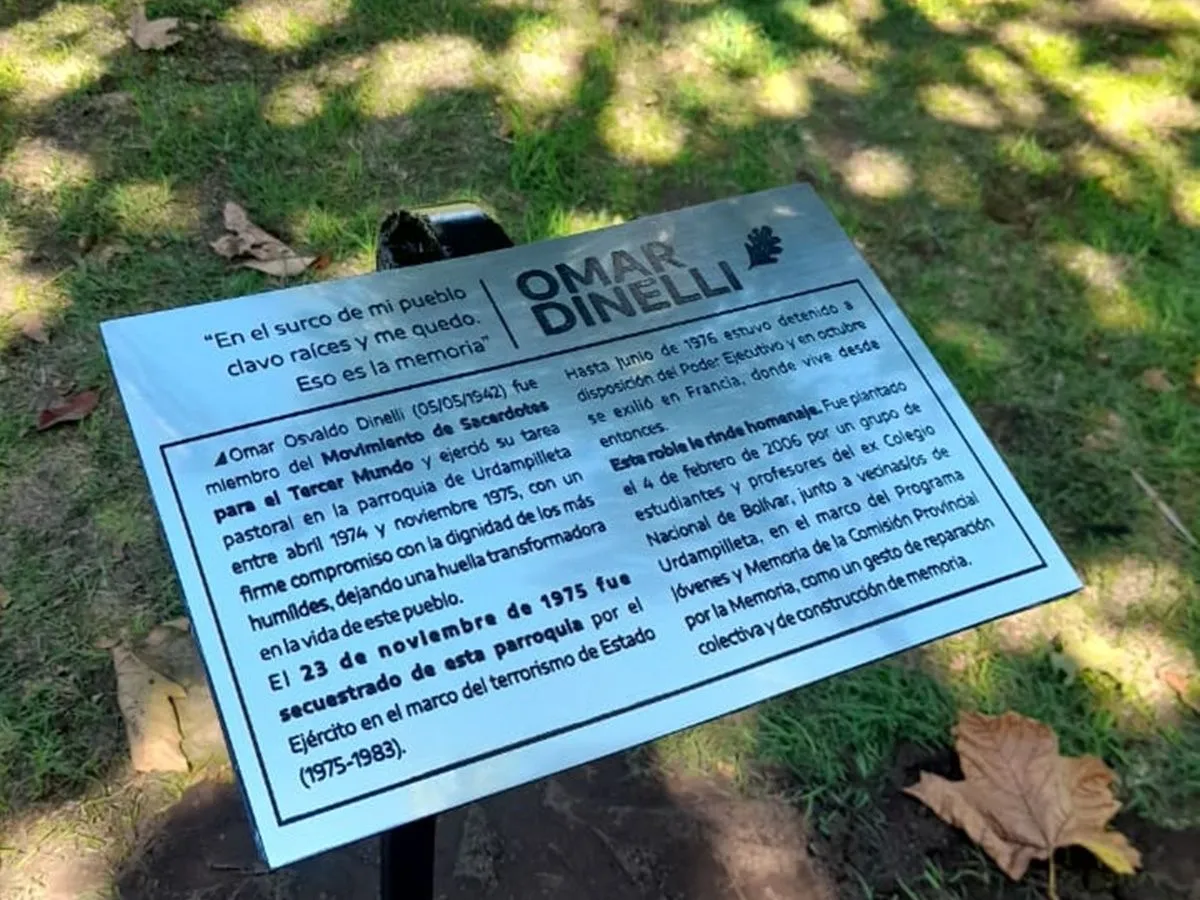 "En el surco de mi pueblo
clavo raíces y me quedo.
Eso es la memoria"
OMAR
DINELLI
Omar Osvaldo Dinelli (05/05/1942) fue
miembro del Movimiento de Sacerdotes
para el Tercer Mundo y ejerció su tarea
pastoral en la parroquia de Urdampilleta
entre abril 1974 y noviembre 1975, con un
firme compromiso con la dignidad de los más
humildes, dejando una huella transformadora
en la vida de este pueblo.
El 23 de noviembre de 1975 fue
secuestrado de esta parroquia por el
Ejército en el marco del terrorismo de Estado
(1975-1983).
Hasta junio de 1976 estuvo detenido a
disposición del Poder Ejecutivo y en octubre
se exilió en Francia, donde vive desde
entonces.
Este roble le rinde homenaje. Fue plantado
el 4 de febrero de 2006 por un grupo de
estudiantes y profesores del ex Colegio
Nacional de Bolívar, junto a vecinas/os de
Urdampilleta, en el marco del Programa
Jóvenes y Memoria de la Comisión Provincial
por la Memoria, como un gesto de reparación
colectiva y de construcción de memoria.